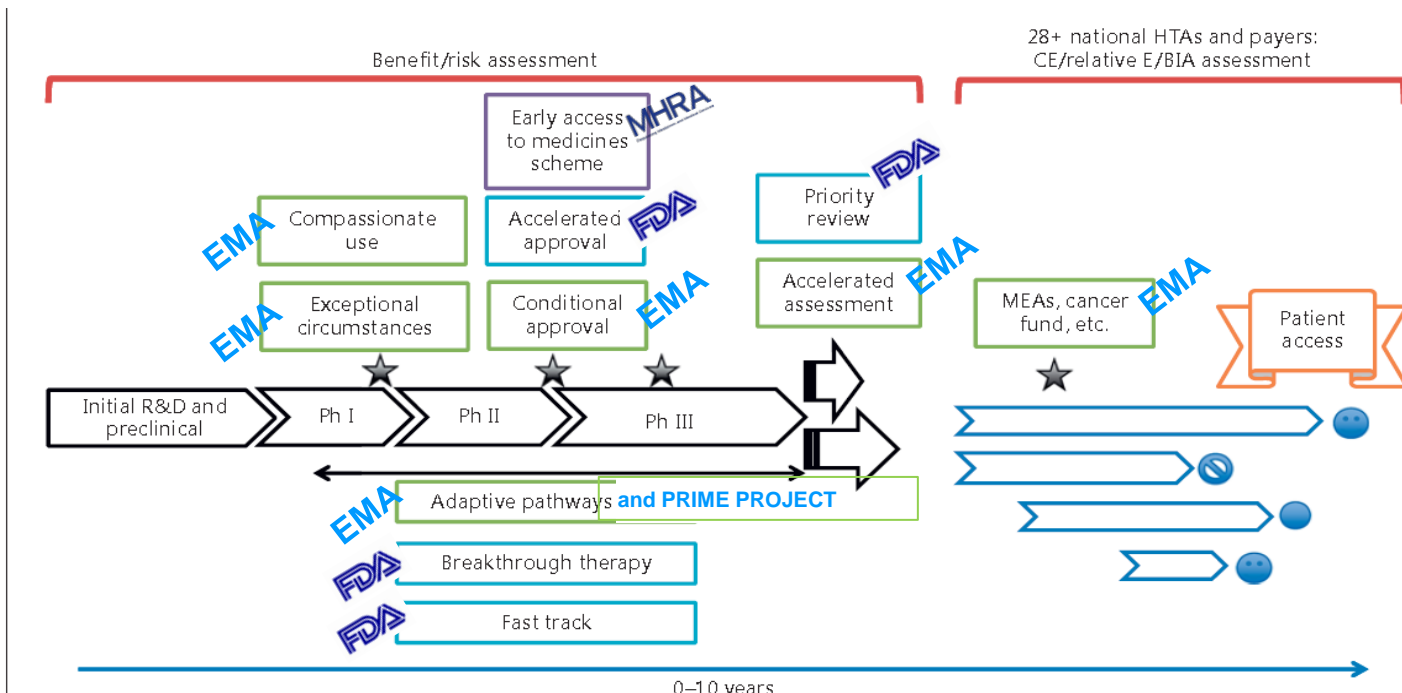 28+ national HTAs and payers:
Benefit/risk assessment
CE/relative E/BIA assessment
Early access
to medicines
scheme
MHRA
FDA
Priority
review
EMA
Compassionate
use
Accelerated
approval
FDA
EMA
Exceptional
circumstances
Conditional
approval
EMA
Accelerated
assessment
EMA
MEAs, cancer
fund, etc.
EMA
Patient
access
Initial R&D and
preclinical
Ph I
Ph II
Ph III
EMA
Adaptive pathways and PRIME PROJECT
FDA
Breakthrough therapy
FDA
Fast track
0–10 years